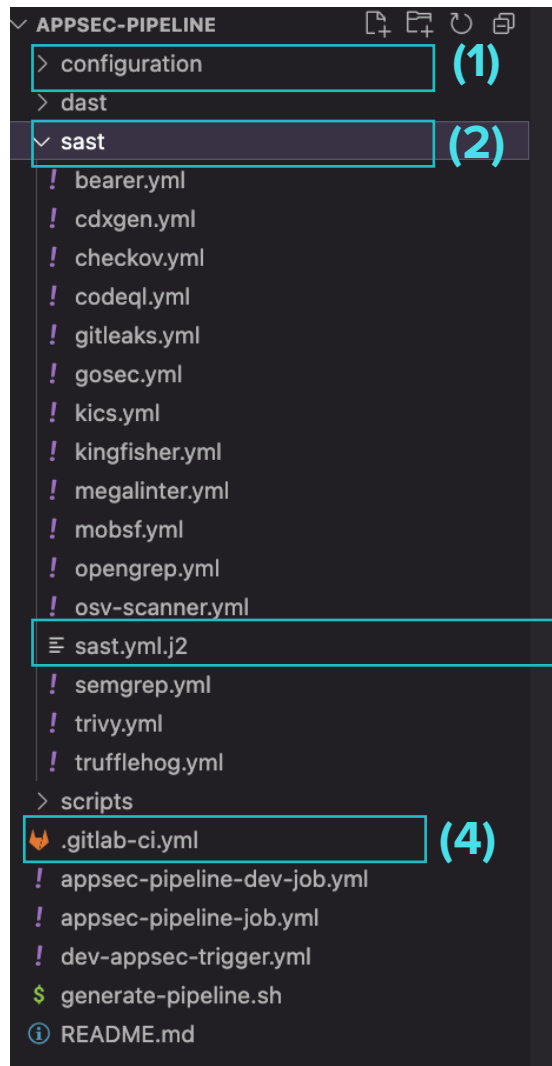 APPSEC-PIPELINE
configuration (1)
dast
sast (2)
! bearer.yml
! cdxgen.yml
! checkov.yml
! codeql.yml
! gitleaks.yml
! gosec.yml
! kics.yml
! kingfisher.yml
! megalinter.yml
! mobsf.yml
! opengrep.yml
! osv-scanner.yml
sast.yml.j2
! semgrep.yml
! trivy.yml
! trufflehog.yml
scripts
.gitlab-ci.yml (4)
! appsec-pipeline-dev-job.yml
! appsec-pipeline-job.yml
! dev-appsec-trigger.yml
$ generate-pipeline.sh
README.md